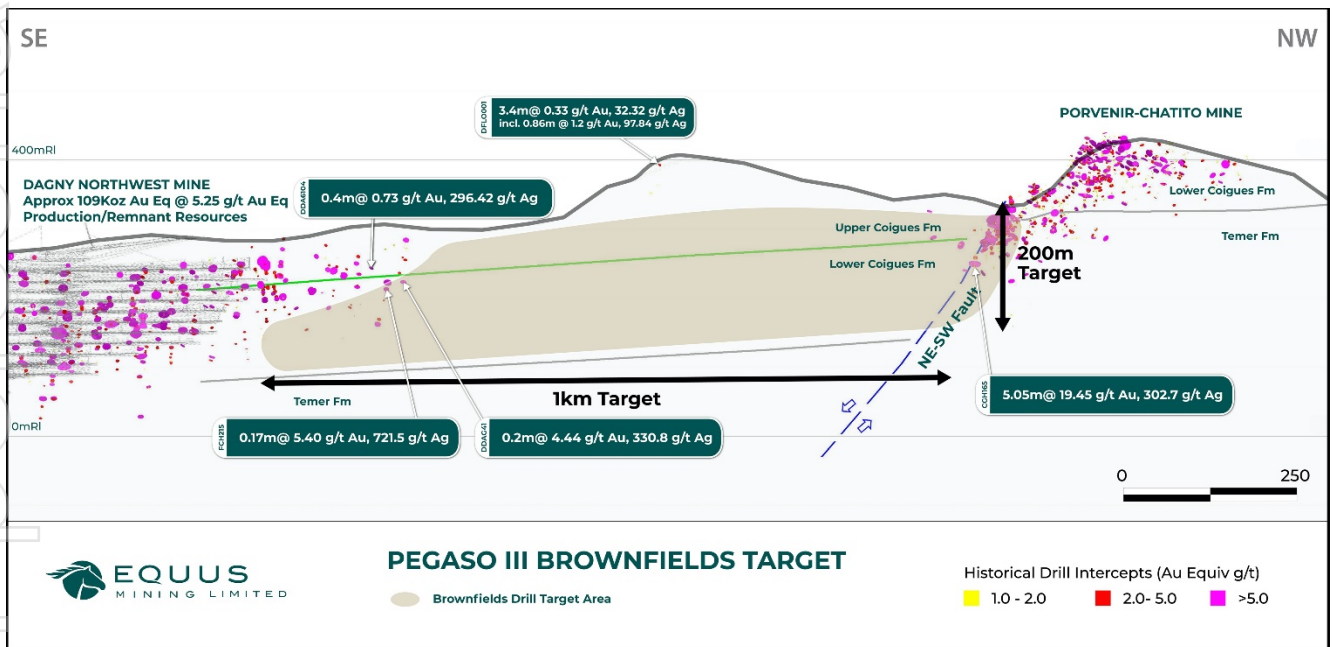 SE
NW
DFLO001
3.4m@ 0.33 g/t Au, 32.32 g/t Ag
incl. 0.86m @ 1.2 g/t Au, 97.84 g/t Ag
PORVENIR-CHATITO MINE
400mRl
DAGNY NORTHWEST MINE
Approx 109Koz Au Eq @ 5.25 g/t Au Eq
Production/Remnant Resources
DDA6104
0.4m@ 0.73 g/t Au, 296.42 g/t Ag
Lower Coigues Fm
Upper Coigues Fm
Temer Fm
Lower Coigues Fm
200m
Target
NE-SW Fault
1km Target
Temer Fm
CGH165
5.05m@ 19.45 g/t Au, 302.7 g/t Ag
0mRl
FGH215
0.17m@ 5.40 g/t Au, 721.5 g/t Ag
DDAG41
0.2m@ 4.44 g/t Au, 330.8 g/t Ag
0
250
EQUUS
MINING LIMITED
PEGASO III BROWNFIELDS TARGET
Brownfields Drill Target Area
Historical Drill Intercepts (Au Equiv g/t)
1.0 - 2.0
2.0- 5.0
>5.0